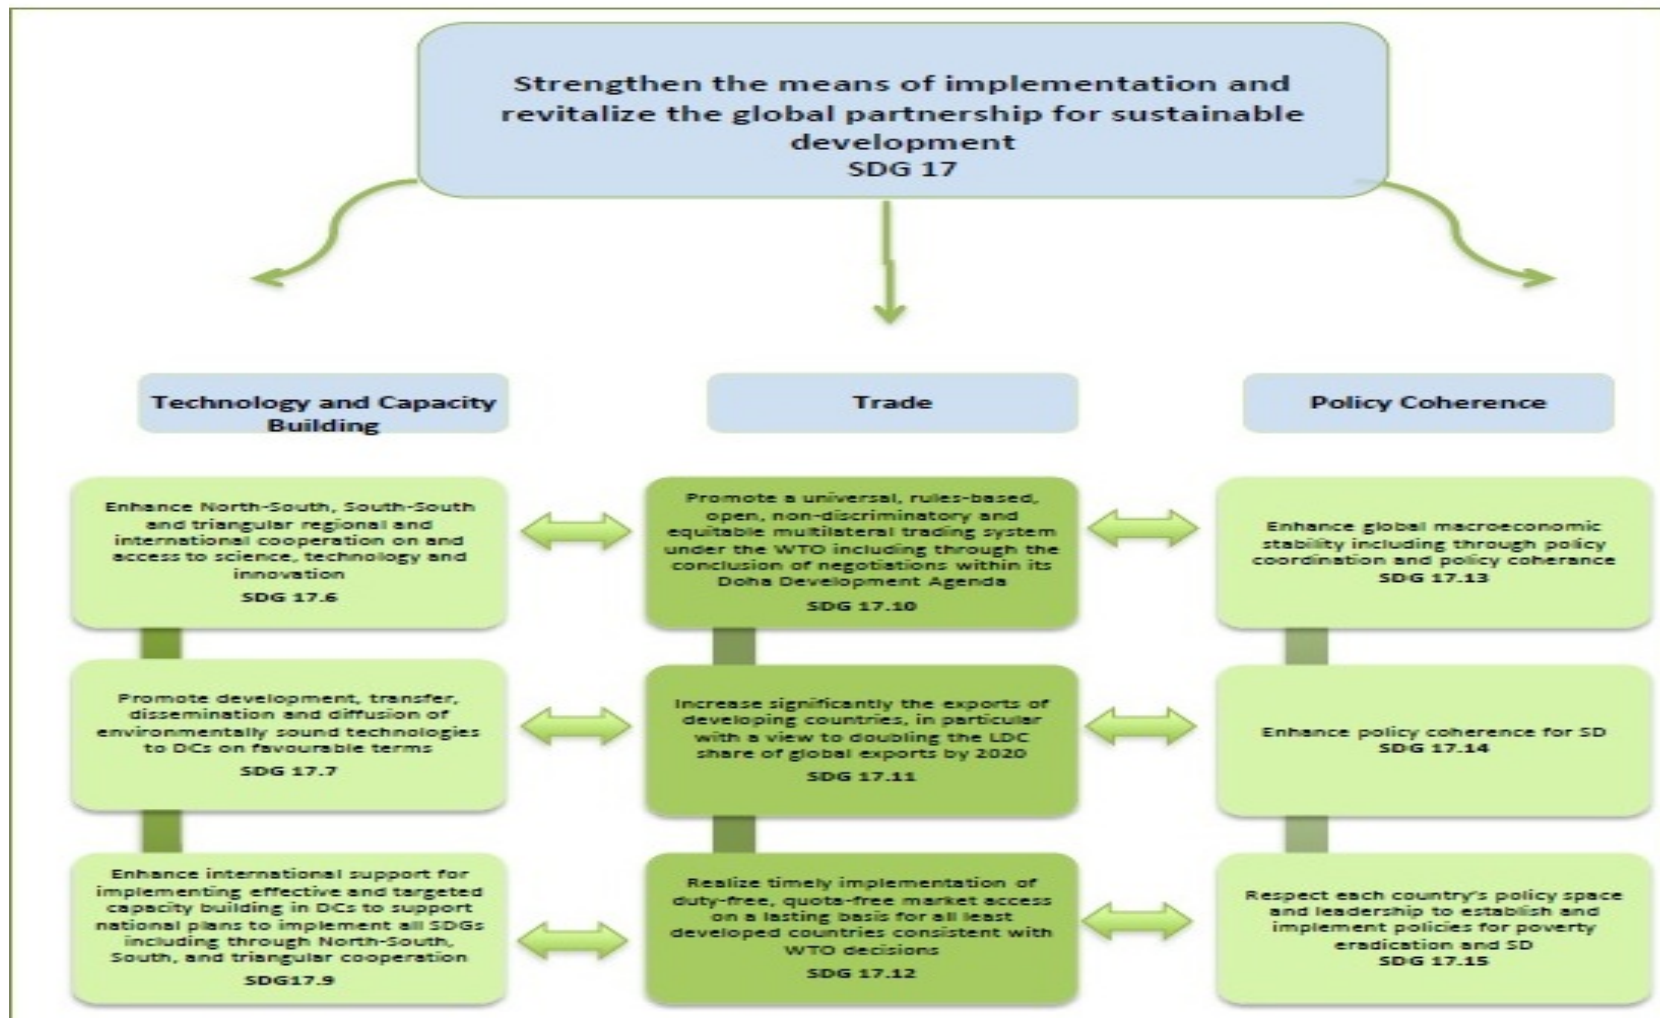 Strengthen the means of implementation and
revitalize the global partnership for sustainable
development
SDG 17
Technology and Capacity
Building
Trade
Policy Coherence
Enhance North-South, South-South
and triangular regional and
international cooperation on and
access to science, technology and
innovation
SDG 17.6
Promote development, transfer,
dissemination and diffusion of
environmentally sound technologies
to DCs on favourable terms
SDG 17.7
Enhance international support for
implementing effective and targeted
capacity building in DCs to support
national plans to implement all SDGs
including through North-South,
South, and triangular cooperation
SDG17.9
Promote a universal, rules-based,
open, non-discriminatory and
equitable multilateral trading system
under the WTO including through the
conclusion of negotiations within its
Doha Development Agenda
SDG 17.10
Increase significantly the exports of
developing countries, in particular
with a view to doubling the LDC
share of global exports by 2020
SDG 17.11
Realize timely implementation of
duty-free, quota-free market access
on a lasting basis for all least
developed countries consistent with
WTO decisions
SDG 17.12
Enhance global macroeconomic
stability including through policy
coordination and policy coherance
SDG 17.13
Enhance policy coherence for SD
SDG 17.14
Respect each country's policy space
and leadership to establish and
implement policies for poverty
eradication and SD
SDG 17.15